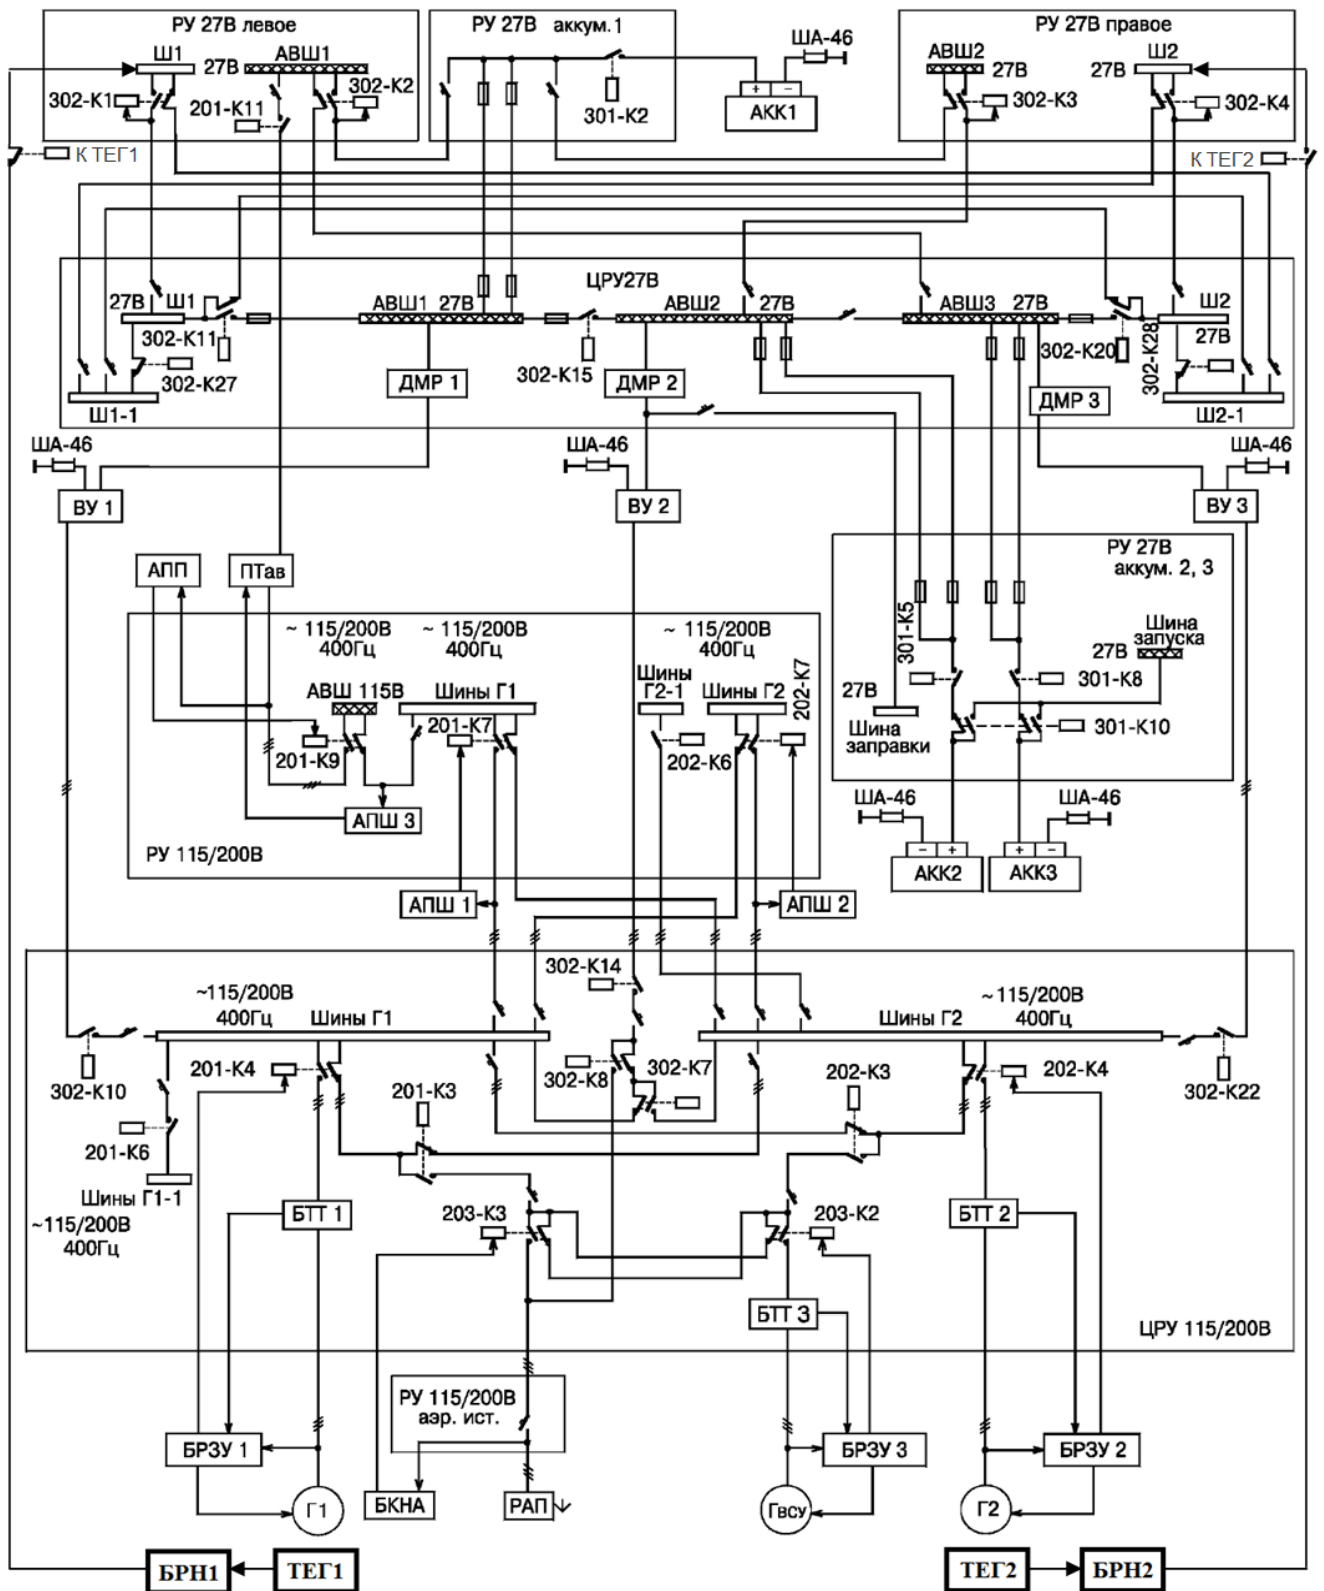 РУ 27В левое
РУ 27В аккум.1
ША-46
РУ 27В правое
Ш1
АВШ1
27В
АВШ2
27В
Ш2
27В
302-К1
201-К11
302-К2
301-К2
+ −
АКК1
302-К3
302-К4
К ТЕГ1
К ТЕГ2
ЦРУ27В
27В Ш1
АВШ1 27В
АВШ2 27В
АВШ3 27В
Ш2
27В
302-К11
302-К27
302-К15
302-К20
302-К28
ДМР 1
ДМР 2
ДМР 3
Ш1-1
Ш2-1
ША-46
ША-46
ША-46
ВУ 1
ВУ 2
ВУ 3
РУ 27В
аккум. 2, 3
АПП
ПТав
~ 115/200В
400Гц
~ 115/200В
400Гц
~ 115/200В
400Гц
Шины
Г2-1
АВШ 115В
Шины Г1
Шины Г2
202-К7
201-К7
201-К9
202-К6
АПШ 3
РУ 115/200В
301-К5
Шина
запуска
27В
301-К8
27В
Шина
заправки
301-К10
ША-46
ША-46
− +
АКК2
+ −
АКК3
АПШ 1
АПШ 2
302-К14
~115/200В
400Гц
Шины Г1
Шины Г2
~115/200В
400Гц
302-К10
201-К4
201-К3
302-К8
302-К7
202-К3
202-К4
302-К22
201-К6
Шины Г1-1
~115/200В
400Гц
БТТ 1
203-К3
203-К2
БТТ 2
БТТ 3
ЦРУ 115/200В
РУ 115/200В
аэр. ист.
БРЗУ 1
БРЗУ 3
БРЗУ 2
Г1
БКНА
РАП
Гвсу
Г2
БРН1
ТЕГ1
ТЕГ2
БРН2